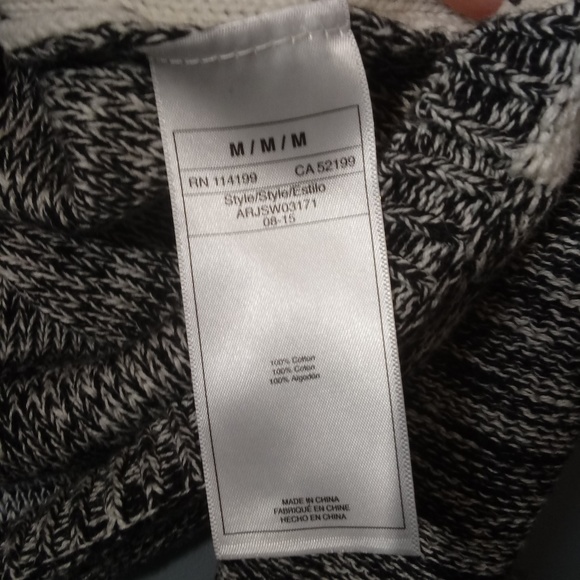 M / M / M
RN 114199 CA 52199
Style/Style/Estilo
ARJSW03171
08-15
100% Cotton
100% Coton
100% Algodón
MADE IN CHINA
FABRIQUÉ EN CHINE
HECHO EN CHINA